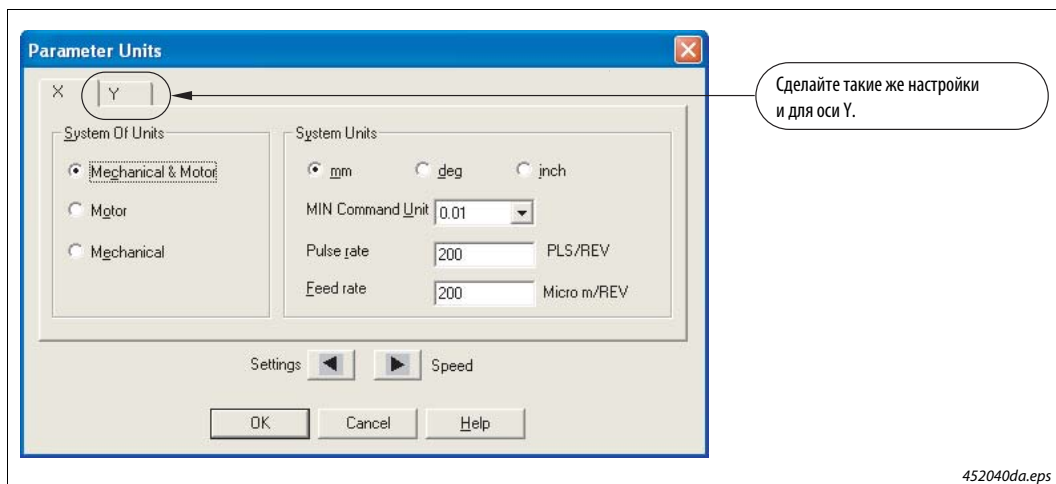 Parameter Units
X
Y
Сделайте такие же настройки
и для оси Y.
System Of Units
Mechanical & Motor
Motor
Mechanical
System Units
mm deg inch
MIN Command Unit 0.01
Pulse rate 200 PLS/REV
Feed rate 200 Micro m/REV
Settings Speed
OK Cancel Help
452040da.eps